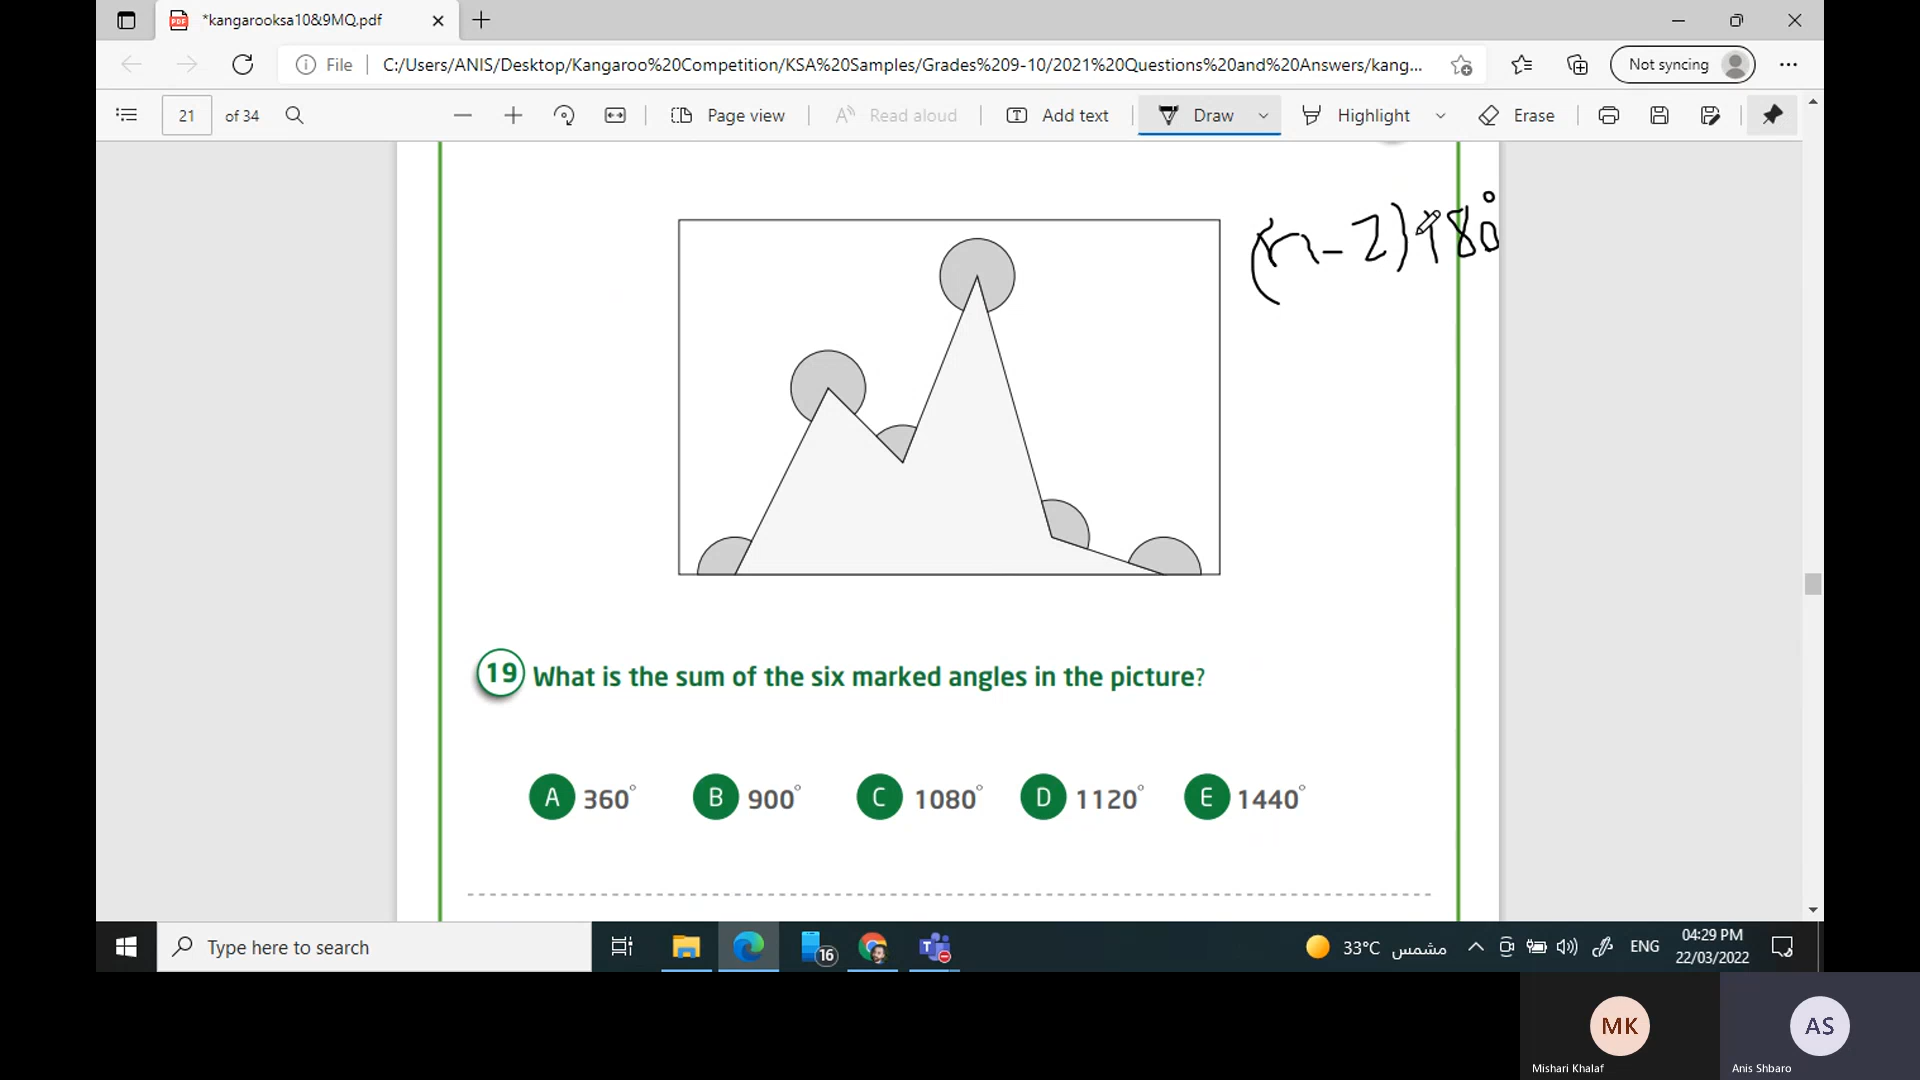 *kangarooksa10&9MQ.pdf
File
C:/Users/ANIS/Desktop/Kangaroo%20Competition/KSA%20Samples/Grades%209-10/2021%20Questions%20and%20Answers/kang...
Not syncing
21 of 34
Page view
Read aloud
Add text
Draw
Highlight
Erase
(n-2)180°
19 What is the sum of the six marked angles in the picture?
A 360° B 900° C 1080° D 1120° E 1440°
Type here to search
16
33°C مشمس
ENG
04:29 PM
22/03/2022
MK
AS
Mishari Khalaf
Anis Shbaro